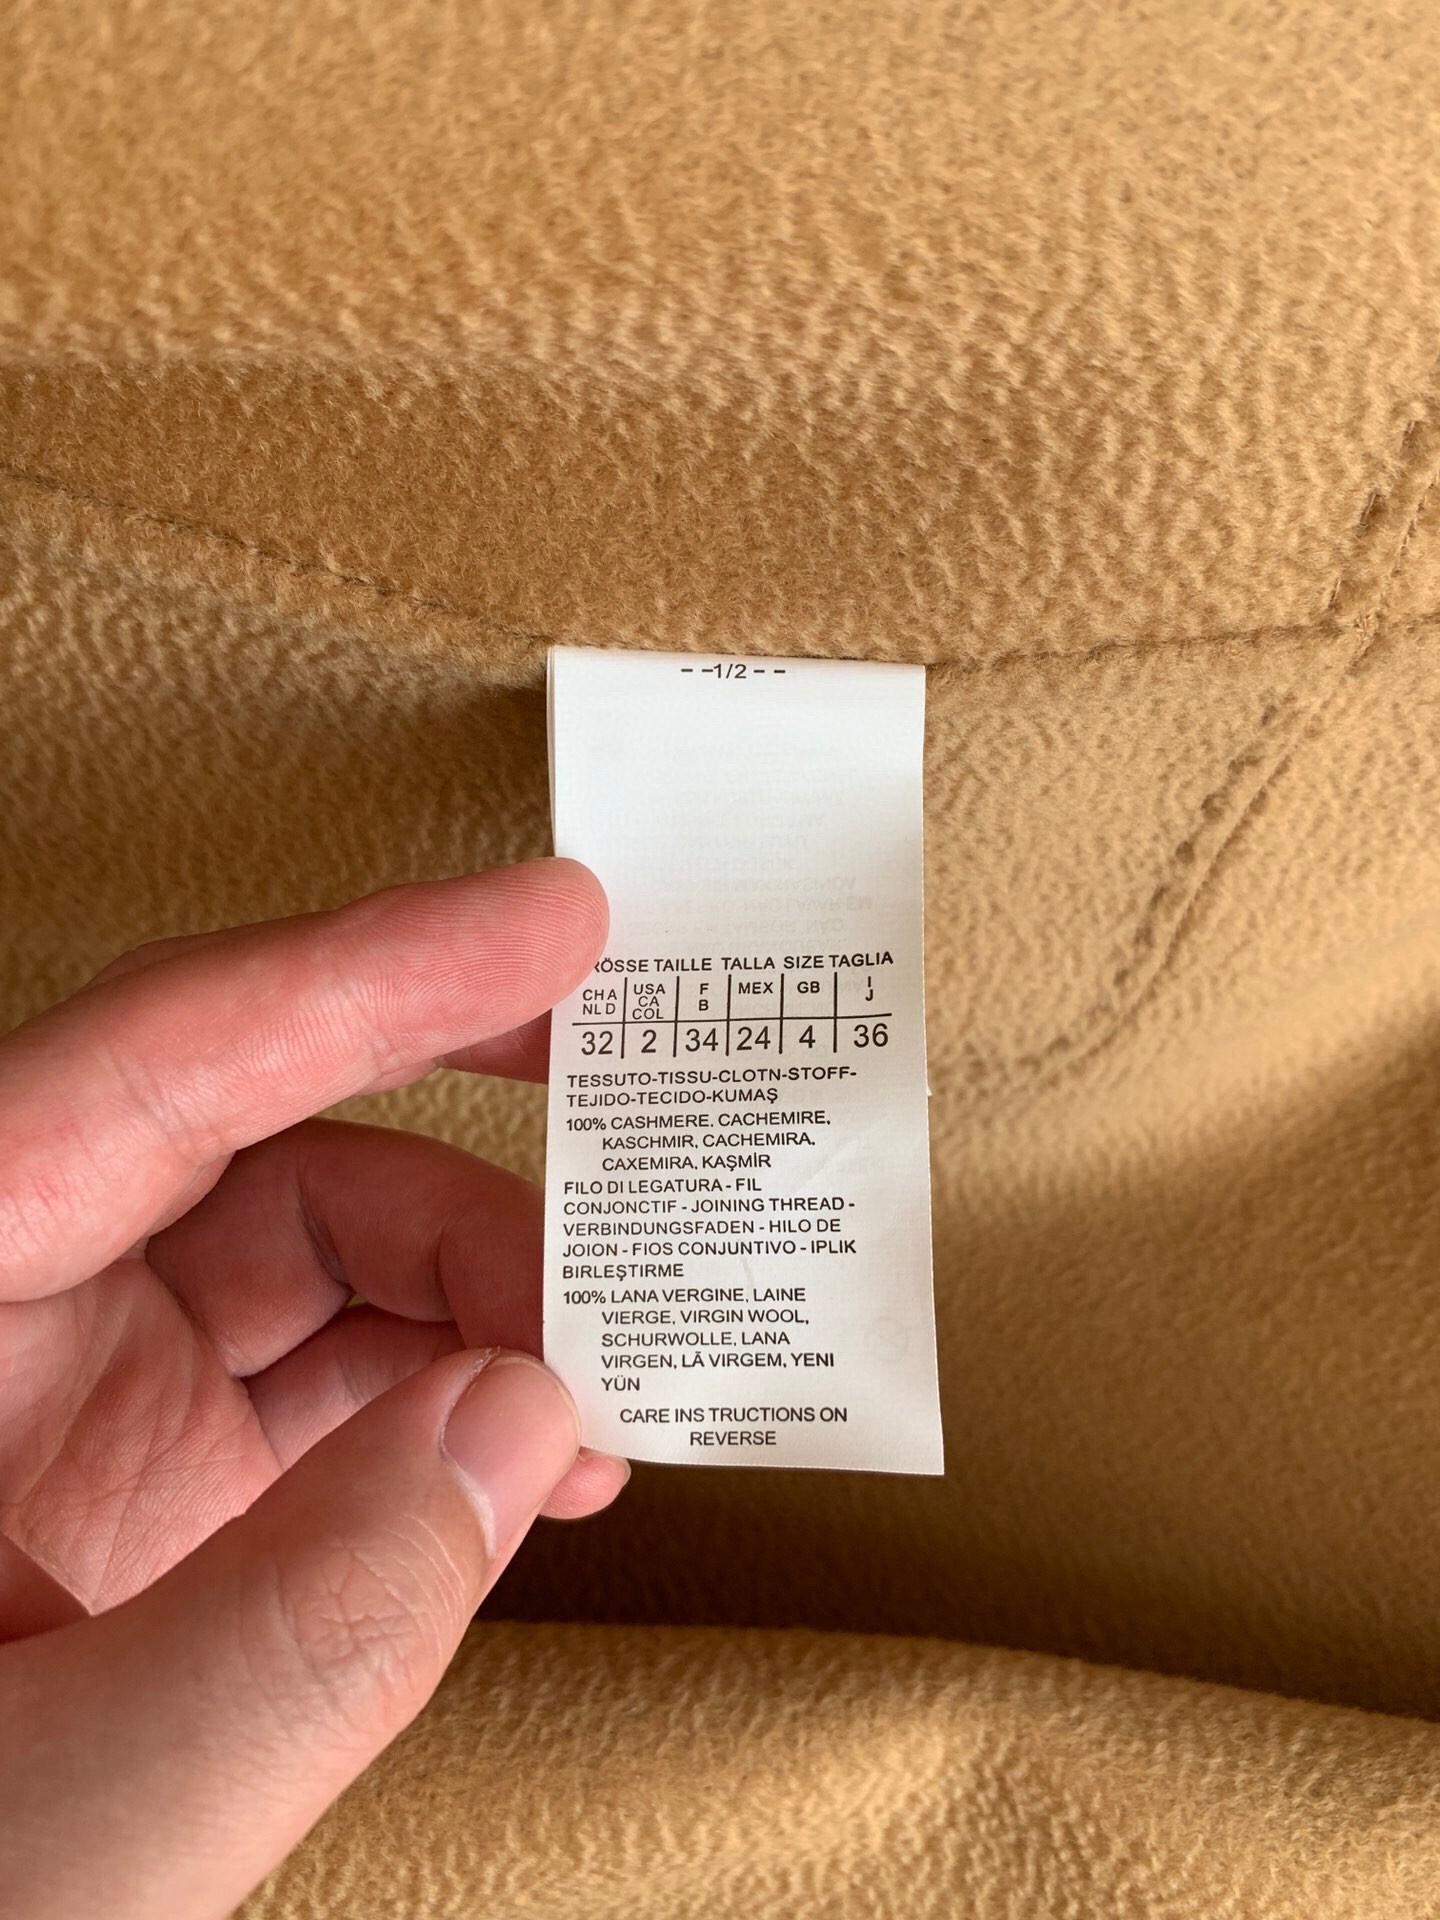 - -1/2 - -
RÖSSE TAILLE TALLA SIZE TAGLIA
CH A NL D USA CA COL F B MEX GB I J
32 2 34 24 4 36
TESSUTO-TISSU-CLOTN-STOFF-
TEJIDO-TECIDO-KUMAŞ
100% CASHMERE, CACHEMIRE,
KASCHMIR, CACHEMIRA,
CAXEMIRA, KAŞMİR
FILO DI LEGATURA - FIL
CONJONCTIF - JOINING THREAD -
VERBINDUNGSFADEN - HILO DE
JOION - FIOS CONJUNTIVO - IPLIK
BIRLEŞTIRME
100% LANA VERGINE, LAINE
VIERGE, VIRGIN WOOL,
SCHURWOLLE, LANA
VIRGEN, LÃ VIRGEM, YENI
YÜN
CARE INS TRUCTIONS ON
REVERSE